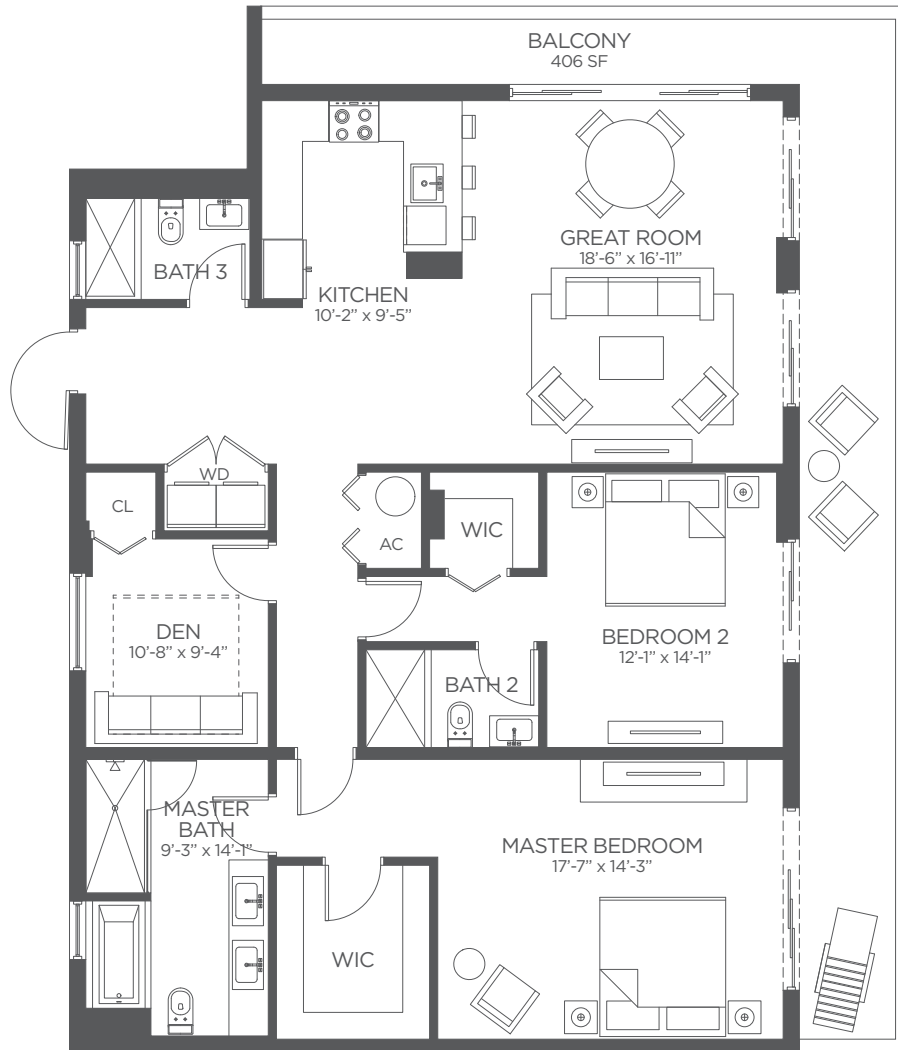 BALCONY
406 SF
GREAT ROOM
18'-6" x 16'-11"
BATH 3
KITCHEN
10'-2" x 9'-5"
WD
CL
WIC
AC
DEN
10'-8" x 9'-4"
BEDROOM 2
12'-1" x 14'-1"
BATH 2
MASTER
BATH
9'-3" x 14'-1"
MASTER BEDROOM
17'-7" x 14'-3"
WIC